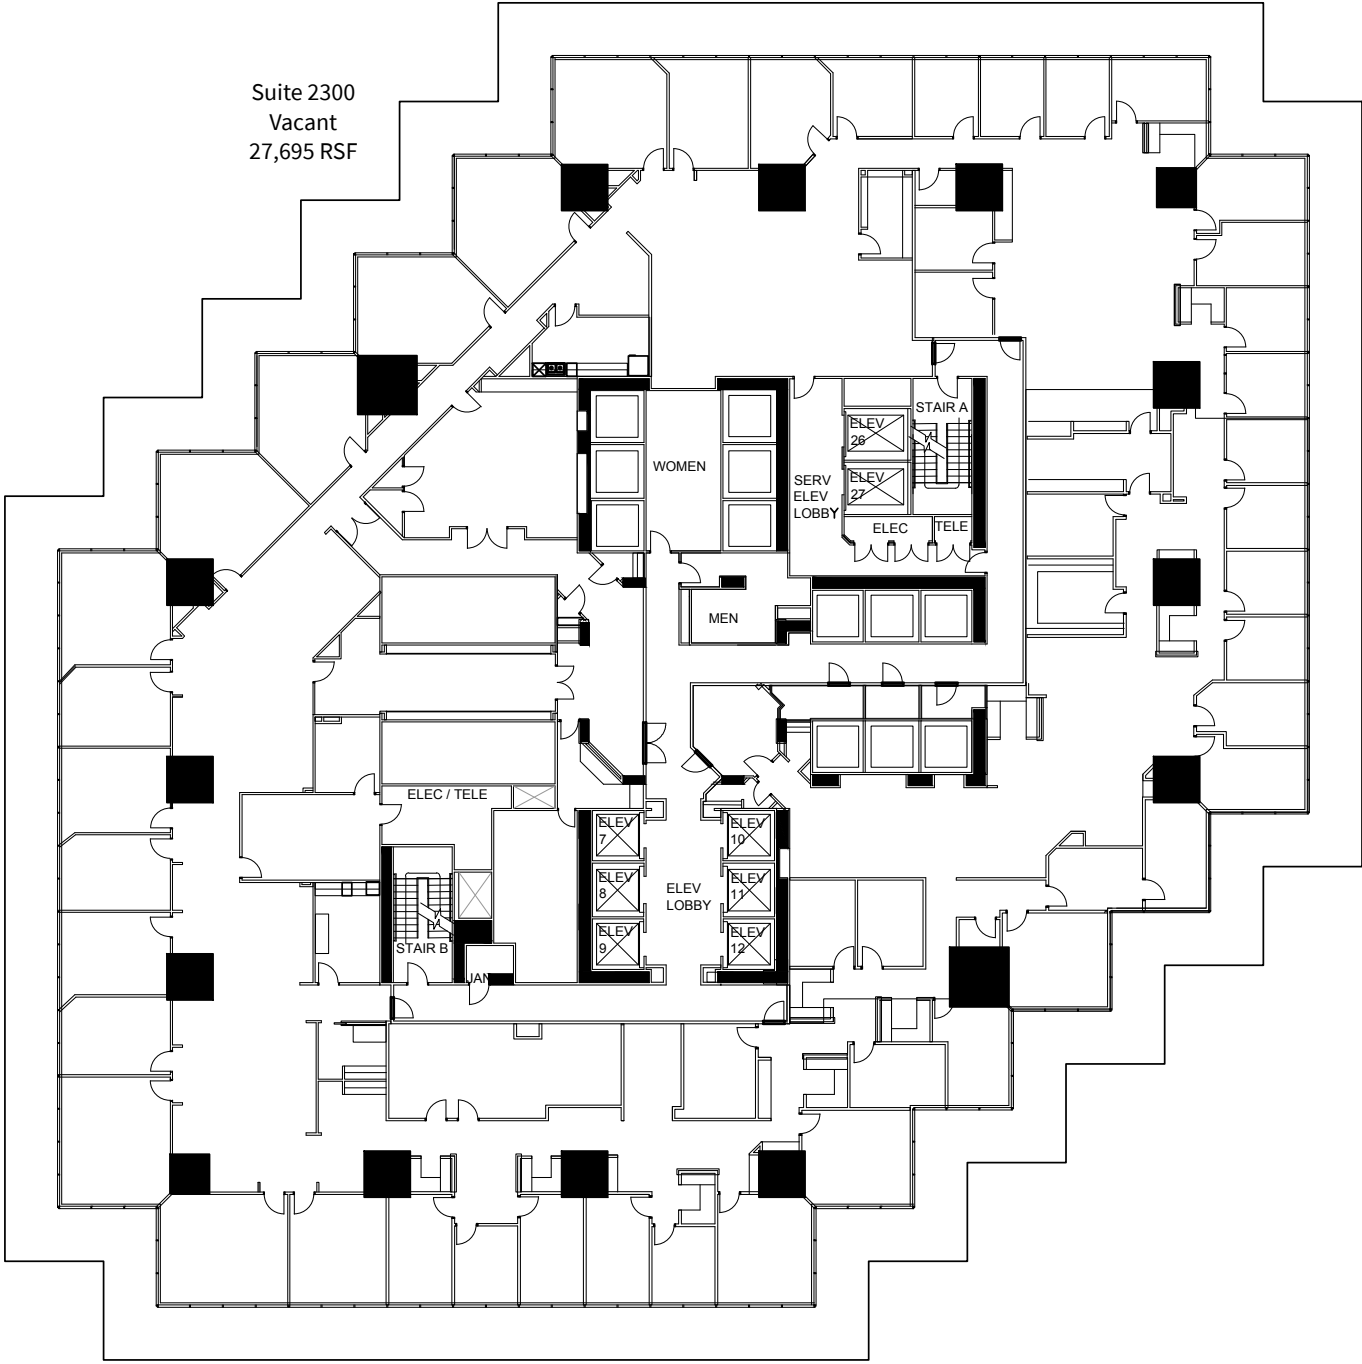 Suite 2300
Vacant
27,695 RSF
STAIR A
ELEV
26
WOMEN
SERV
ELEV
LOBBY
ELEV
27
ELEC
TELE
MEN
ELEC / TELE
ELEV
7
ELEV
10
ELEV
8
ELEV
LOBBY
ELEV
11
ELEV
9
ELEV
12
STAIR B
JAN